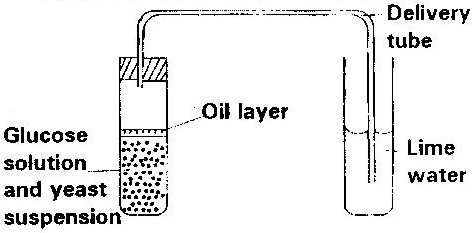 Delivery
tube
Oil layer
Glucose
solution
and yeast
suspension
Lime
water